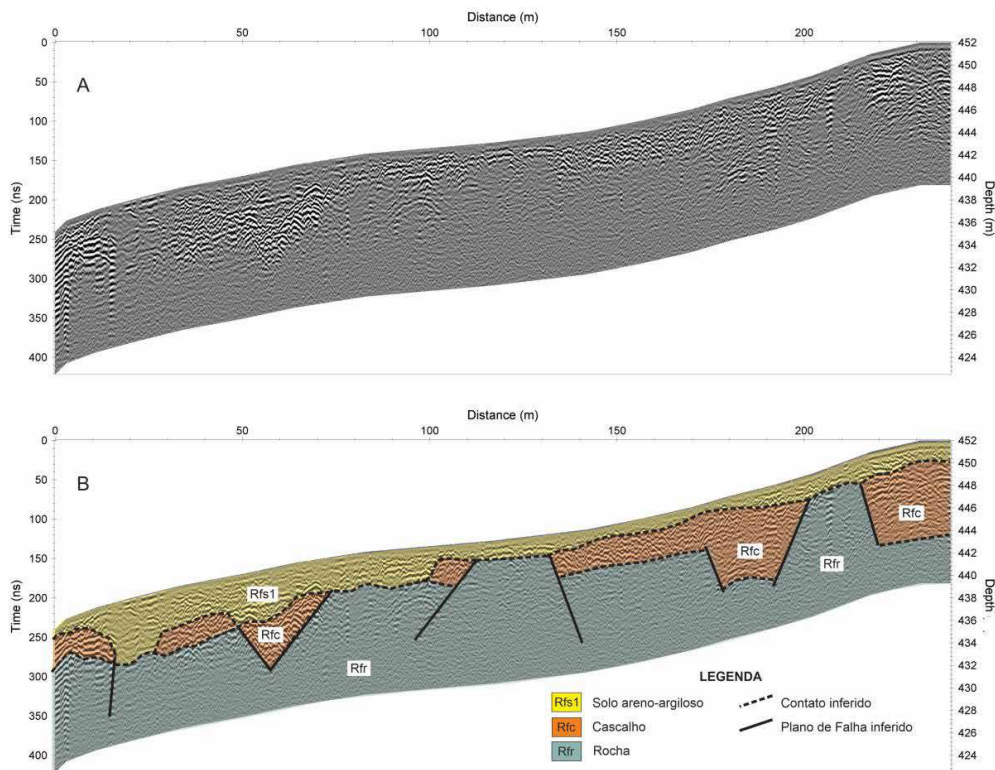 Distance (m)
0 50 100 150 200
A
Time (ns)
0
50
100
150
200
250
300
350
400
452
450
448
446
444
442
440
438
436
434
432
430
428
426
424
Depth (m)
Distance (m)
0 50 100 150 200
B
Time (ns)
0
50
100
150
200
250
300
350
400
452
450
448
446
444
442
440
438
436
434
432
430
428
426
424
Depth (m)
Rfc
Rfc
Rfr
Rfs1
Rfc
Rfr
LEGENDA
Rfs1 Solo areno-argiloso
Rfc Cascalho
Rfr Rocha
Contato inferido
Plano de Falha inferido